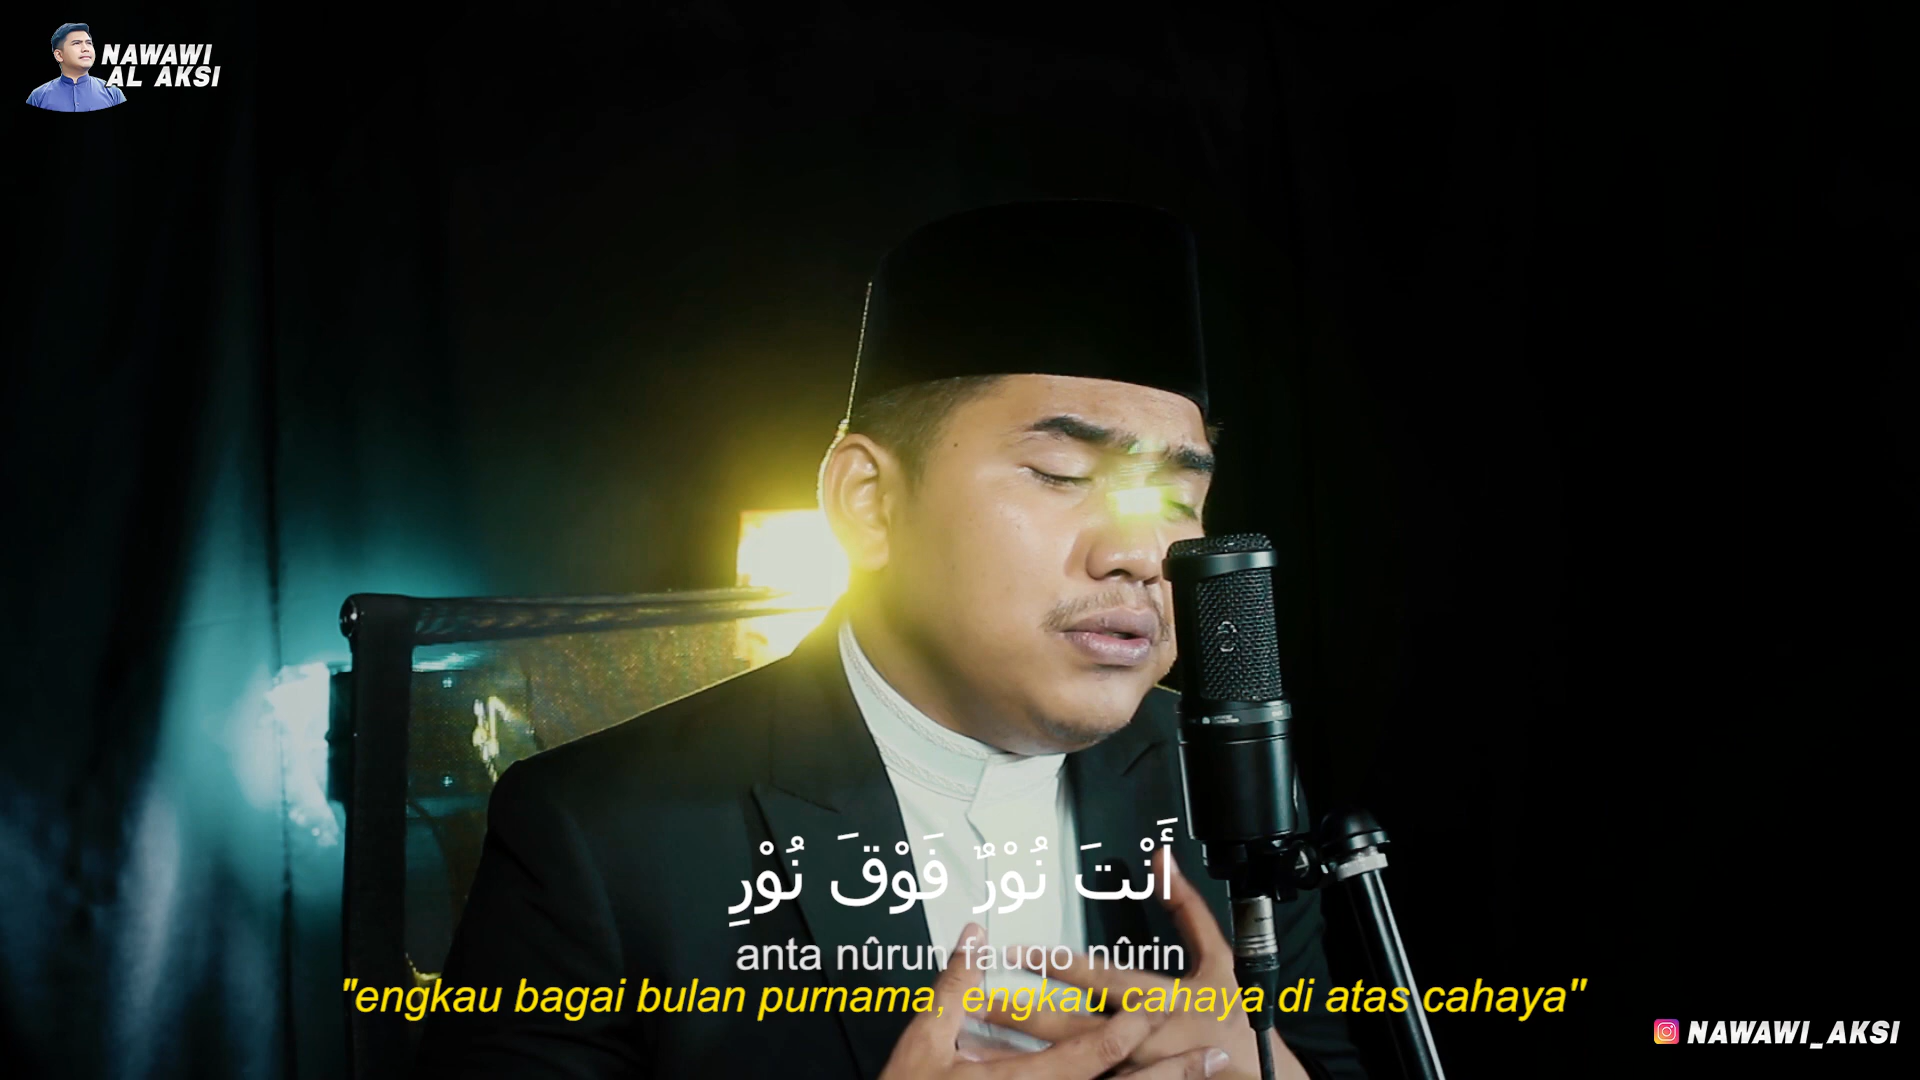 NAWAWI
AL AKSI
أَنْتَ نُوْرٌ فَوْقَ نُوْرِ
anta nûrun fauqo nûrin
"engkau bagai bulan purnama, engkau cahaya di atas cahaya"
NAWAWI_AKSI